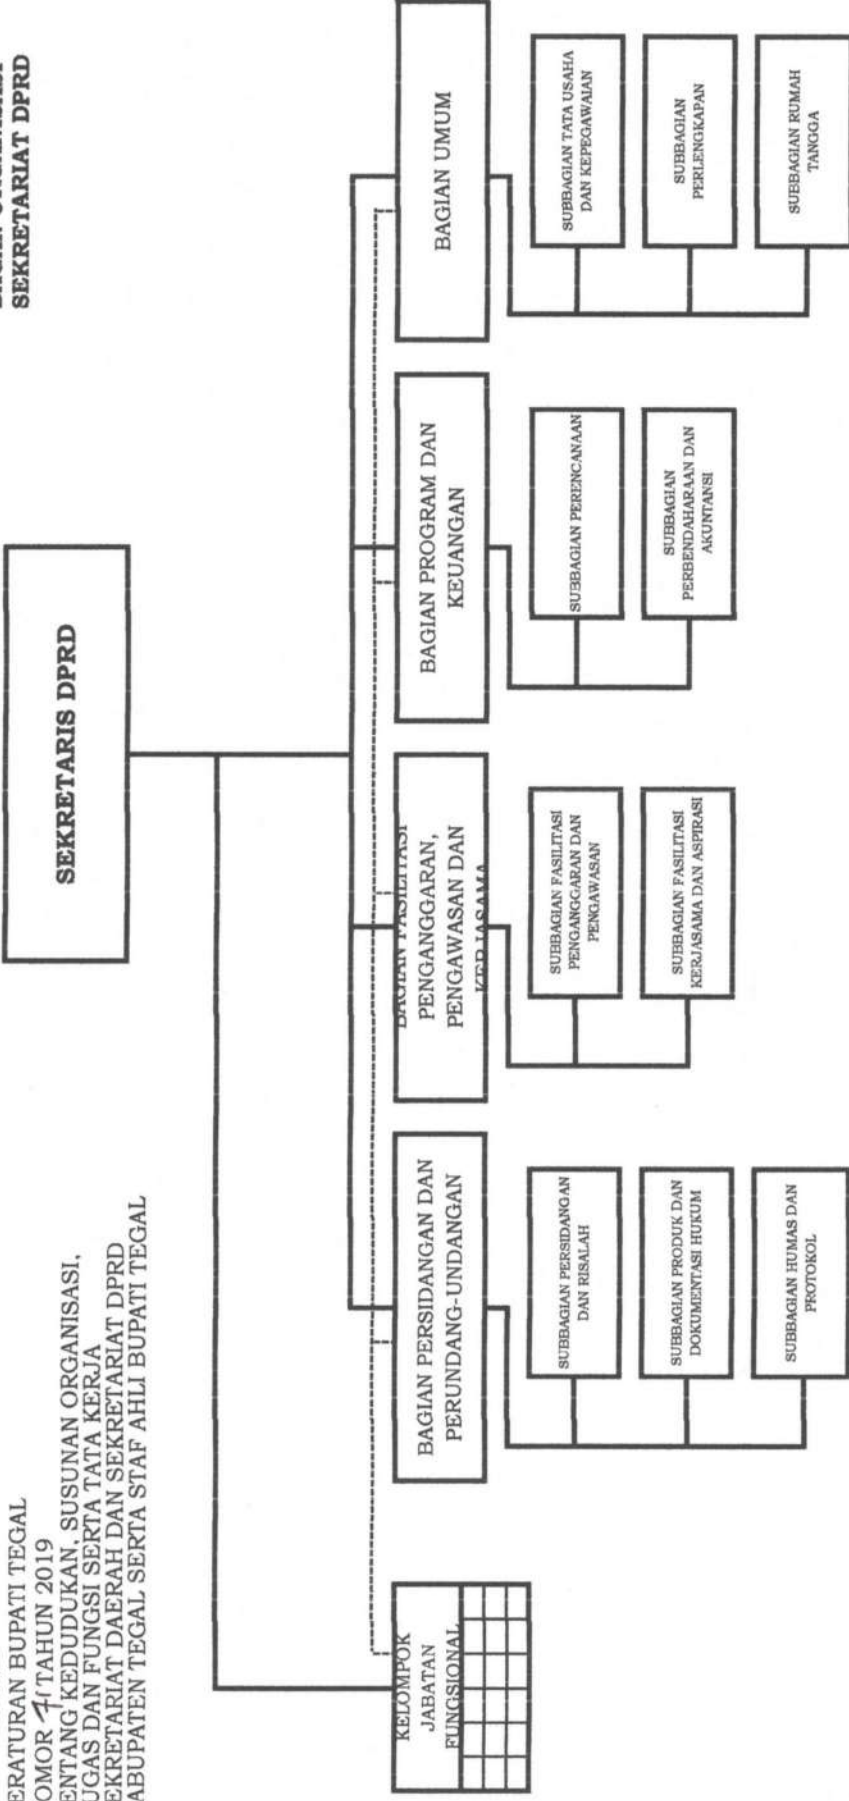 SEKRETARIAT DPRD
ERATURAN BUPATI TEGAL
OMOR 71 TAHUN 2019
ENTANG KEDUDUKAN, SUSUNAN ORGANISASI,
UGAS DAN FUNGSI SERTA TATA KERJA
EKRETARIAT DAERAH DAN SEKRETARIAT DPRD
ABUPATEN TEGAL SERTA STAF AHLI BUPATI TEGAL
SEKRETARIS DPRD
KELOMPOK
JABATAN
FUNGSIONAL
BAGIAN PERSIDANGAN DAN
PERUNDANG-UNDANGAN
SUBBAGIAN PERSIDANGAN
DAN RISALAH
SUBBAGIAN PRODUK DAN
DOKUMENTASI HUKUM
SUBBAGIAN HUMAS DAN
PROTOKOL
BAGIAN FASILITASI
PENGANGGARAN,
PENGAWASAN DAN
KERJASAMA
SUBBAGIAN FASILITASI
PENGANGGARAN DAN
PENGAWASAN
SUBBAGIAN FASILITASI
KERJASAMA DAN ASPIRASI
BAGIAN PROGRAM DAN
KEUANGAN
SUBBAGIAN PERENCANAAN
SUBBAGIAN
PERBENDAHARAAN DAN
AKUNTANSI
BAGIAN UMUM
SUBBAGIAN TATA USAHA
DAN KEPEGAWAIAN
SUBBAGIAN
PERLENGKAPAN
SUBBAGIAN RUMAH
TANGGA